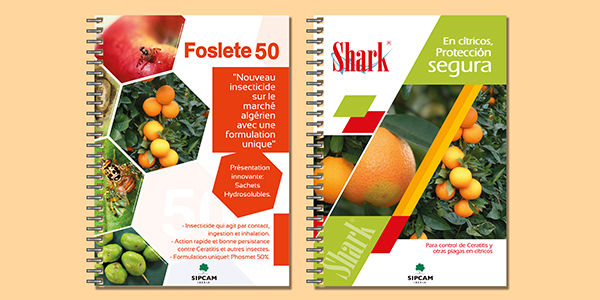 Foslete 50
"Nouveau
insecticide
sur le
marché
algérien
avec une
formulation
unique"
Présentation
innovante:
Sachets
Hydrosolubles.
50
- Insecticide qui agit par contact,
ingestion et inhalation.
- Action rapide et bonne persistance
contre Ceratitis et autres insectes.
- Formulation unique: Phosmet 50%.
SIPCAM
IBERIA
Shark®
En cítricos,
Protección
segura
Shark
Para control de Ceratitis y
otras plagas en cítricos
SIPCAM
IBERIA